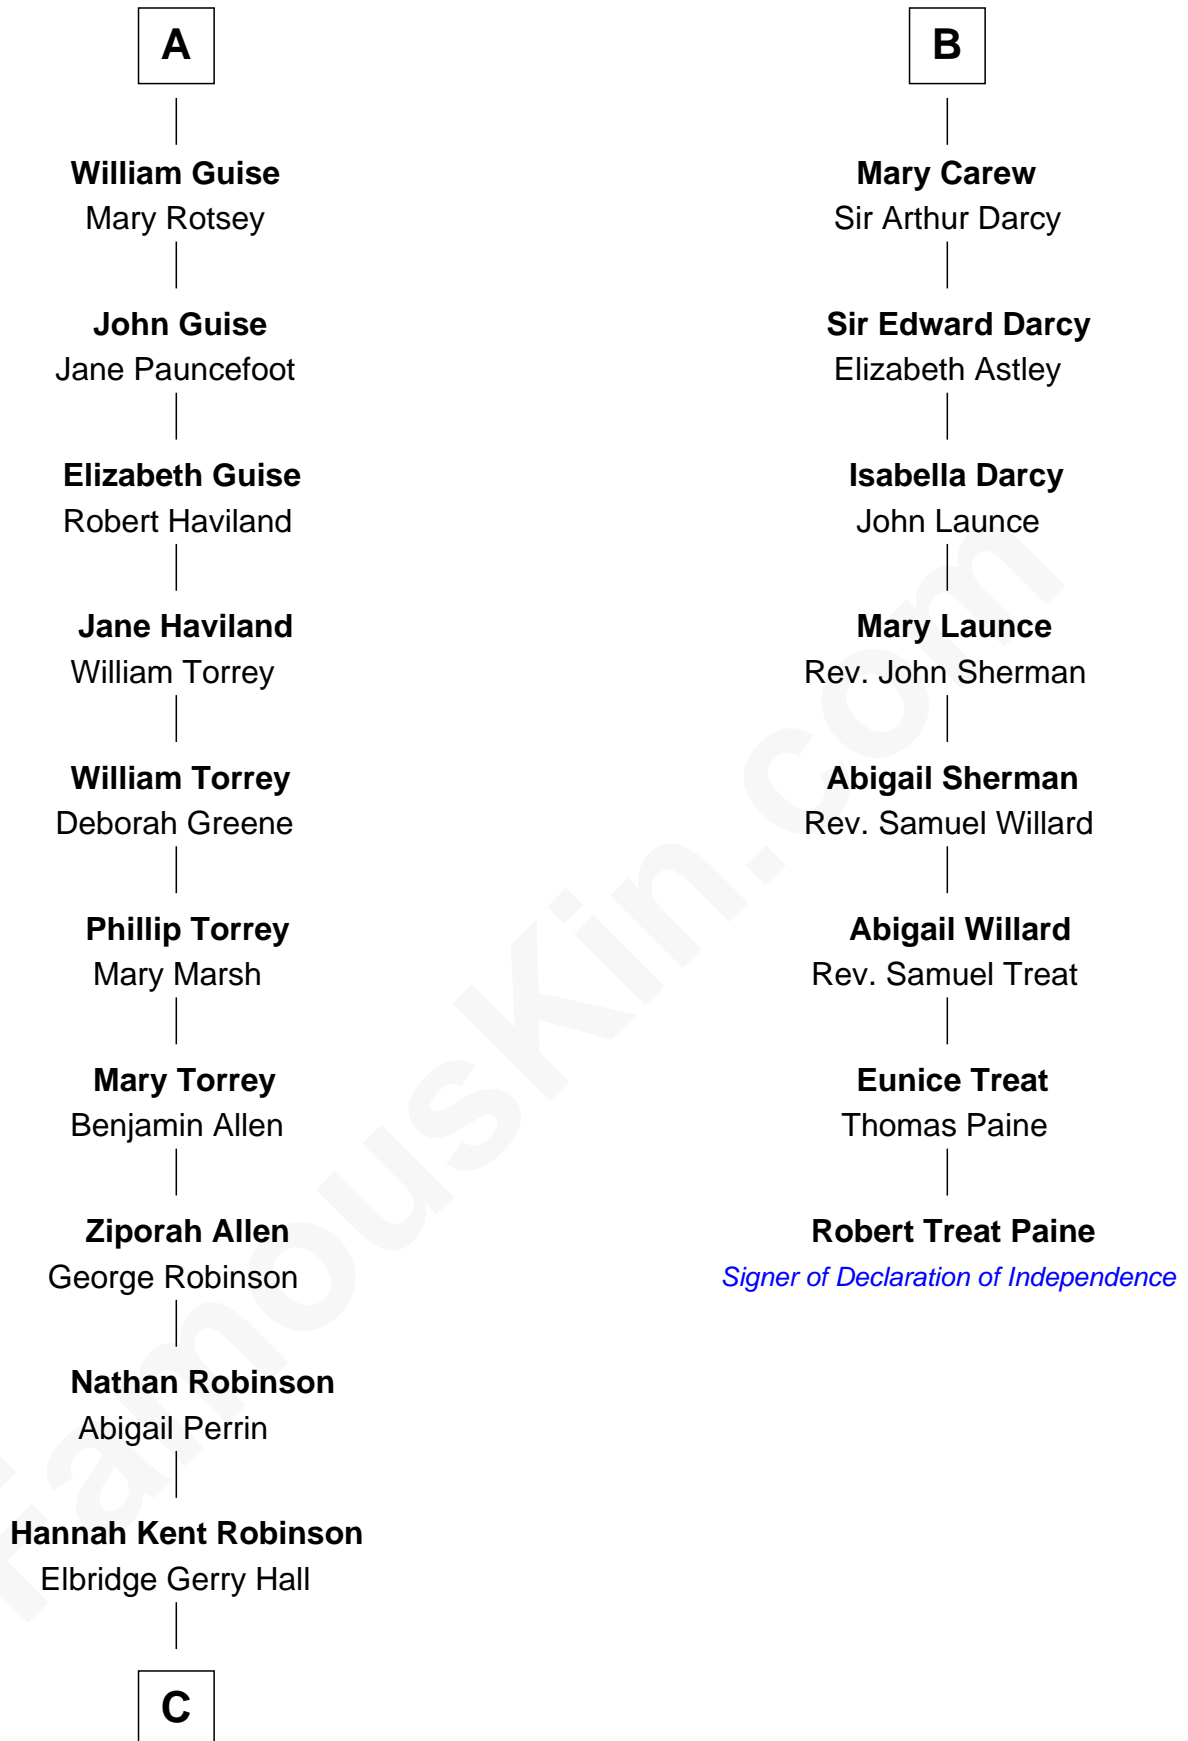 A
William Guise
Mary Rotsey
John Guise
Jane Pauncefoot
Elizabeth Guise
Robert Haviland
Jane Haviland
William Torrey
William Torrey
Deborah Greene
Phillip Torrey
Mary Marsh
Mary Torrey
Benjamin Allen
Ziporah Allen
George Robinson
Nathan Robinson
Abigail Perrin
Hannah Kent Robinson
Elbridge Gerry Hall
C
B
Mary Carew
Sir Arthur Darcy
Sir Edward Darcy
Elizabeth Astley
Isabella Darcy
John Launce
Mary Launce
Rev. John Sherman
Abigail Sherman
Rev. Samuel Willard
Abigail Willard
Rev. Samuel Treat
Eunice Treat
Thomas Paine
Robert Treat Paine
Signer of Declaration of Independence
FamousKin.com